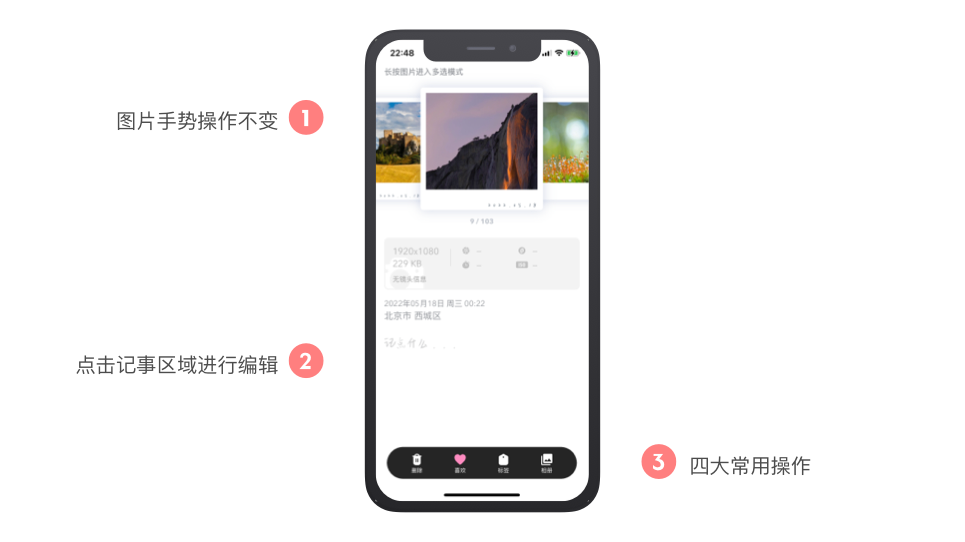 22:48
长按图片进入多选模式
图片手势操作不变 1
9 / 103
1920x1080
229 KB
无镜头信息
2022年05月18日 周三 00:22
北京市 西城区
记点什么...
点击记事区域进行编辑 2
删除 喜欢 标签 相册
3 四大常用操作